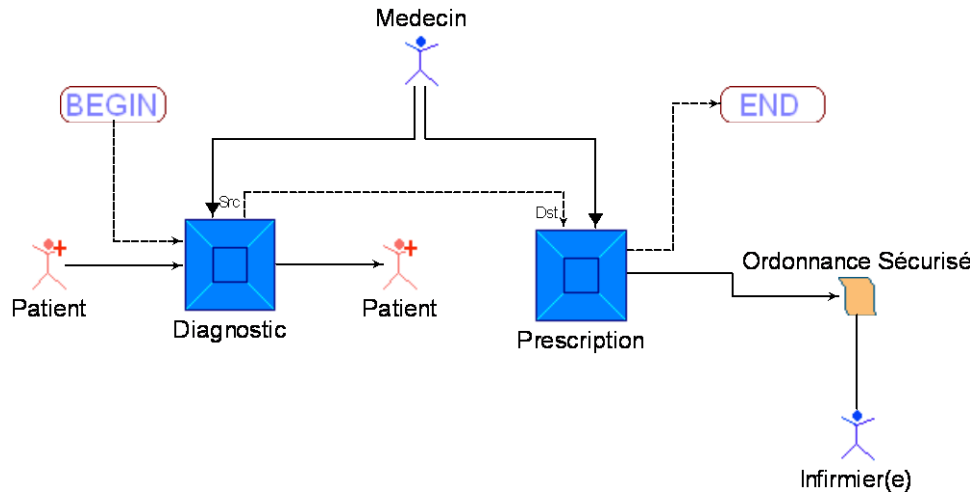 Medecin
BEGIN
END
Src
Dst
Ordonnance Sécurisé
Patient
Diagnostic
Patient
Prescription
Infirmier(e)